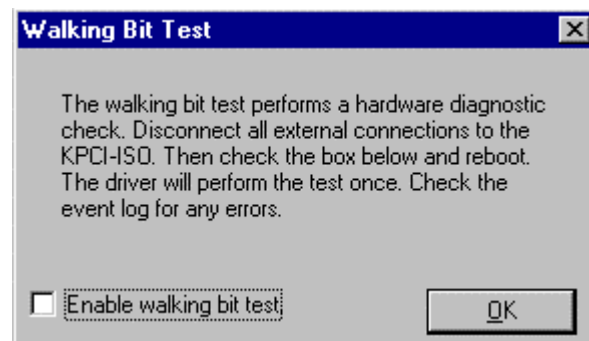 Walking Bit Test
The walking bit test performs a hardware diagnostic
check. Disconnect all external connections to the
KPCI-ISO. Then check the box below and reboot.
The driver will perform the test once. Check the
event log for any errors.
Enable walking bit test
OK